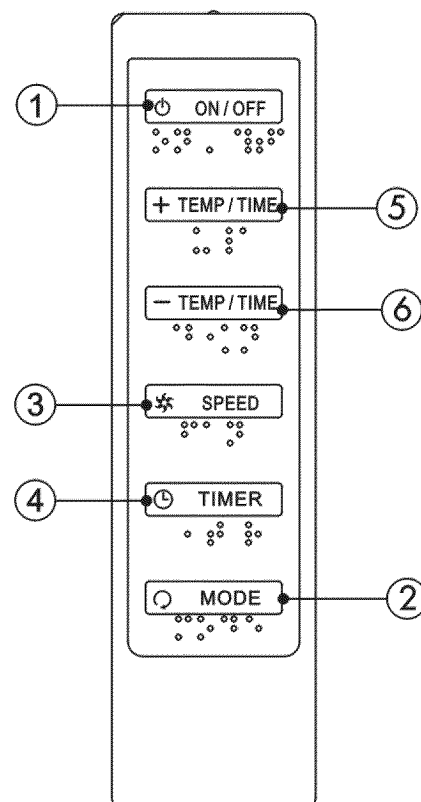 1 ⏻ ON / OFF
+ TEMP / TIME 5
− TEMP / TIME 6
3 SPEED
4 TIMER
MODE 2